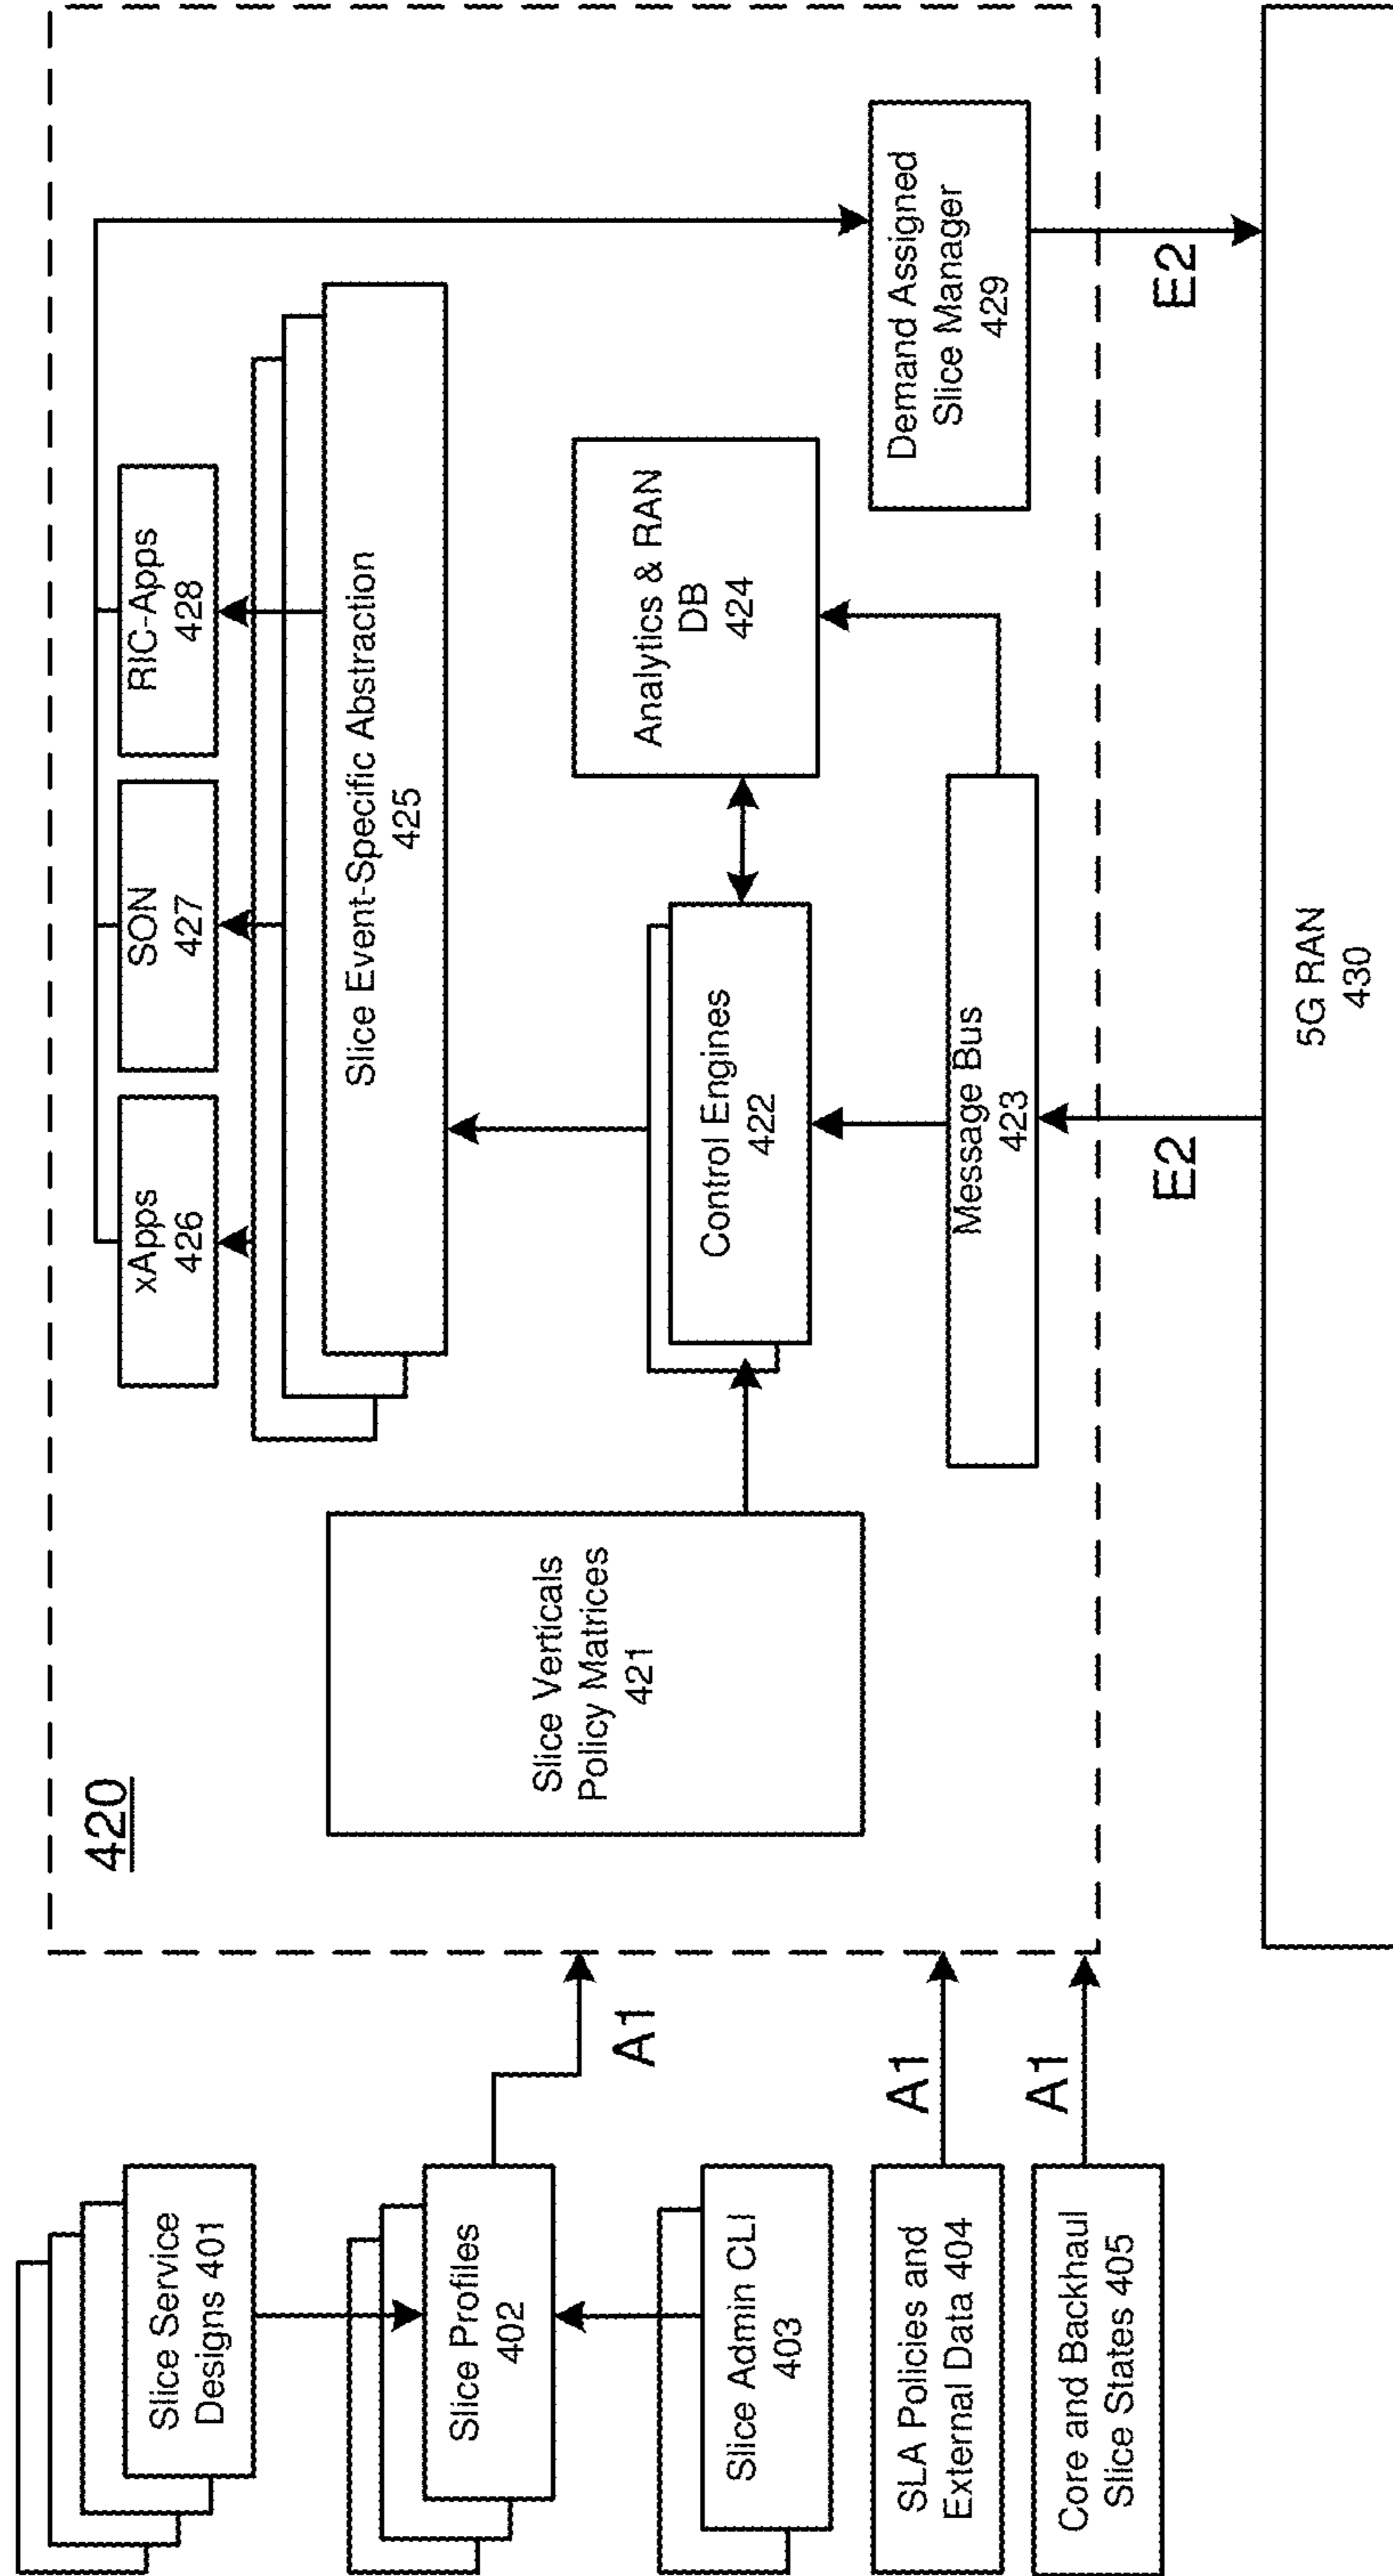 Slice Service
Designs 401
Slice Profiles
402
Slice Admin CLI
403
SLA Policies and
External Data 404
Core and Backhaul
Slice States 405
A1
A1
A1
420
Slice Verticals
Policy Matrices
421
xApps
426
SON
427
RIC-Apps
428
Slice Event-Specific Abstraction
425
Control Engines
422
Analytics & RAN
DB
424
Message Bus
423
Demand Assigned
Slice Manager
429
E2
E2
5G RAN
430